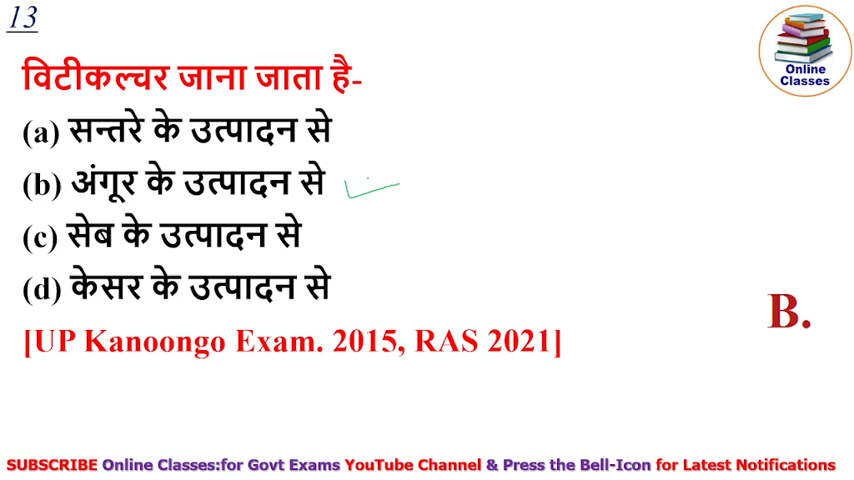 13
विटीकल्चर जाना जाता है-
(a) सन्तरे के उत्पादन से
(b) अंगूर के उत्पादन से
(c) सेब के उत्पादन से
(d) केसर के उत्पादन से
[UP Kanoongo Exam. 2015, RAS 2021]
B.
Online
Classes
SUBSCRIBE Online Classes:for Govt Exams YouTube Channel & Press the Bell-Icon for Latest Notifications